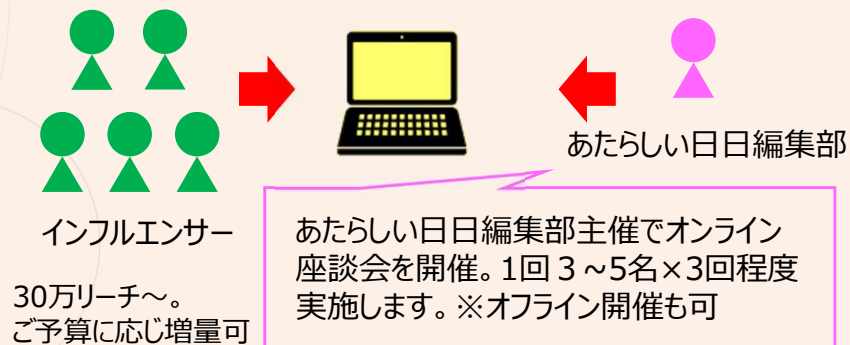 あたらしい日日編集部
インフルエンサー
30万リーチ~。
ご予算に応じ増量可
あたらしい日日編集部主催でオンライン
座談会を開催。1回３~5名×3回程度
実施します。※オフライン開催も可